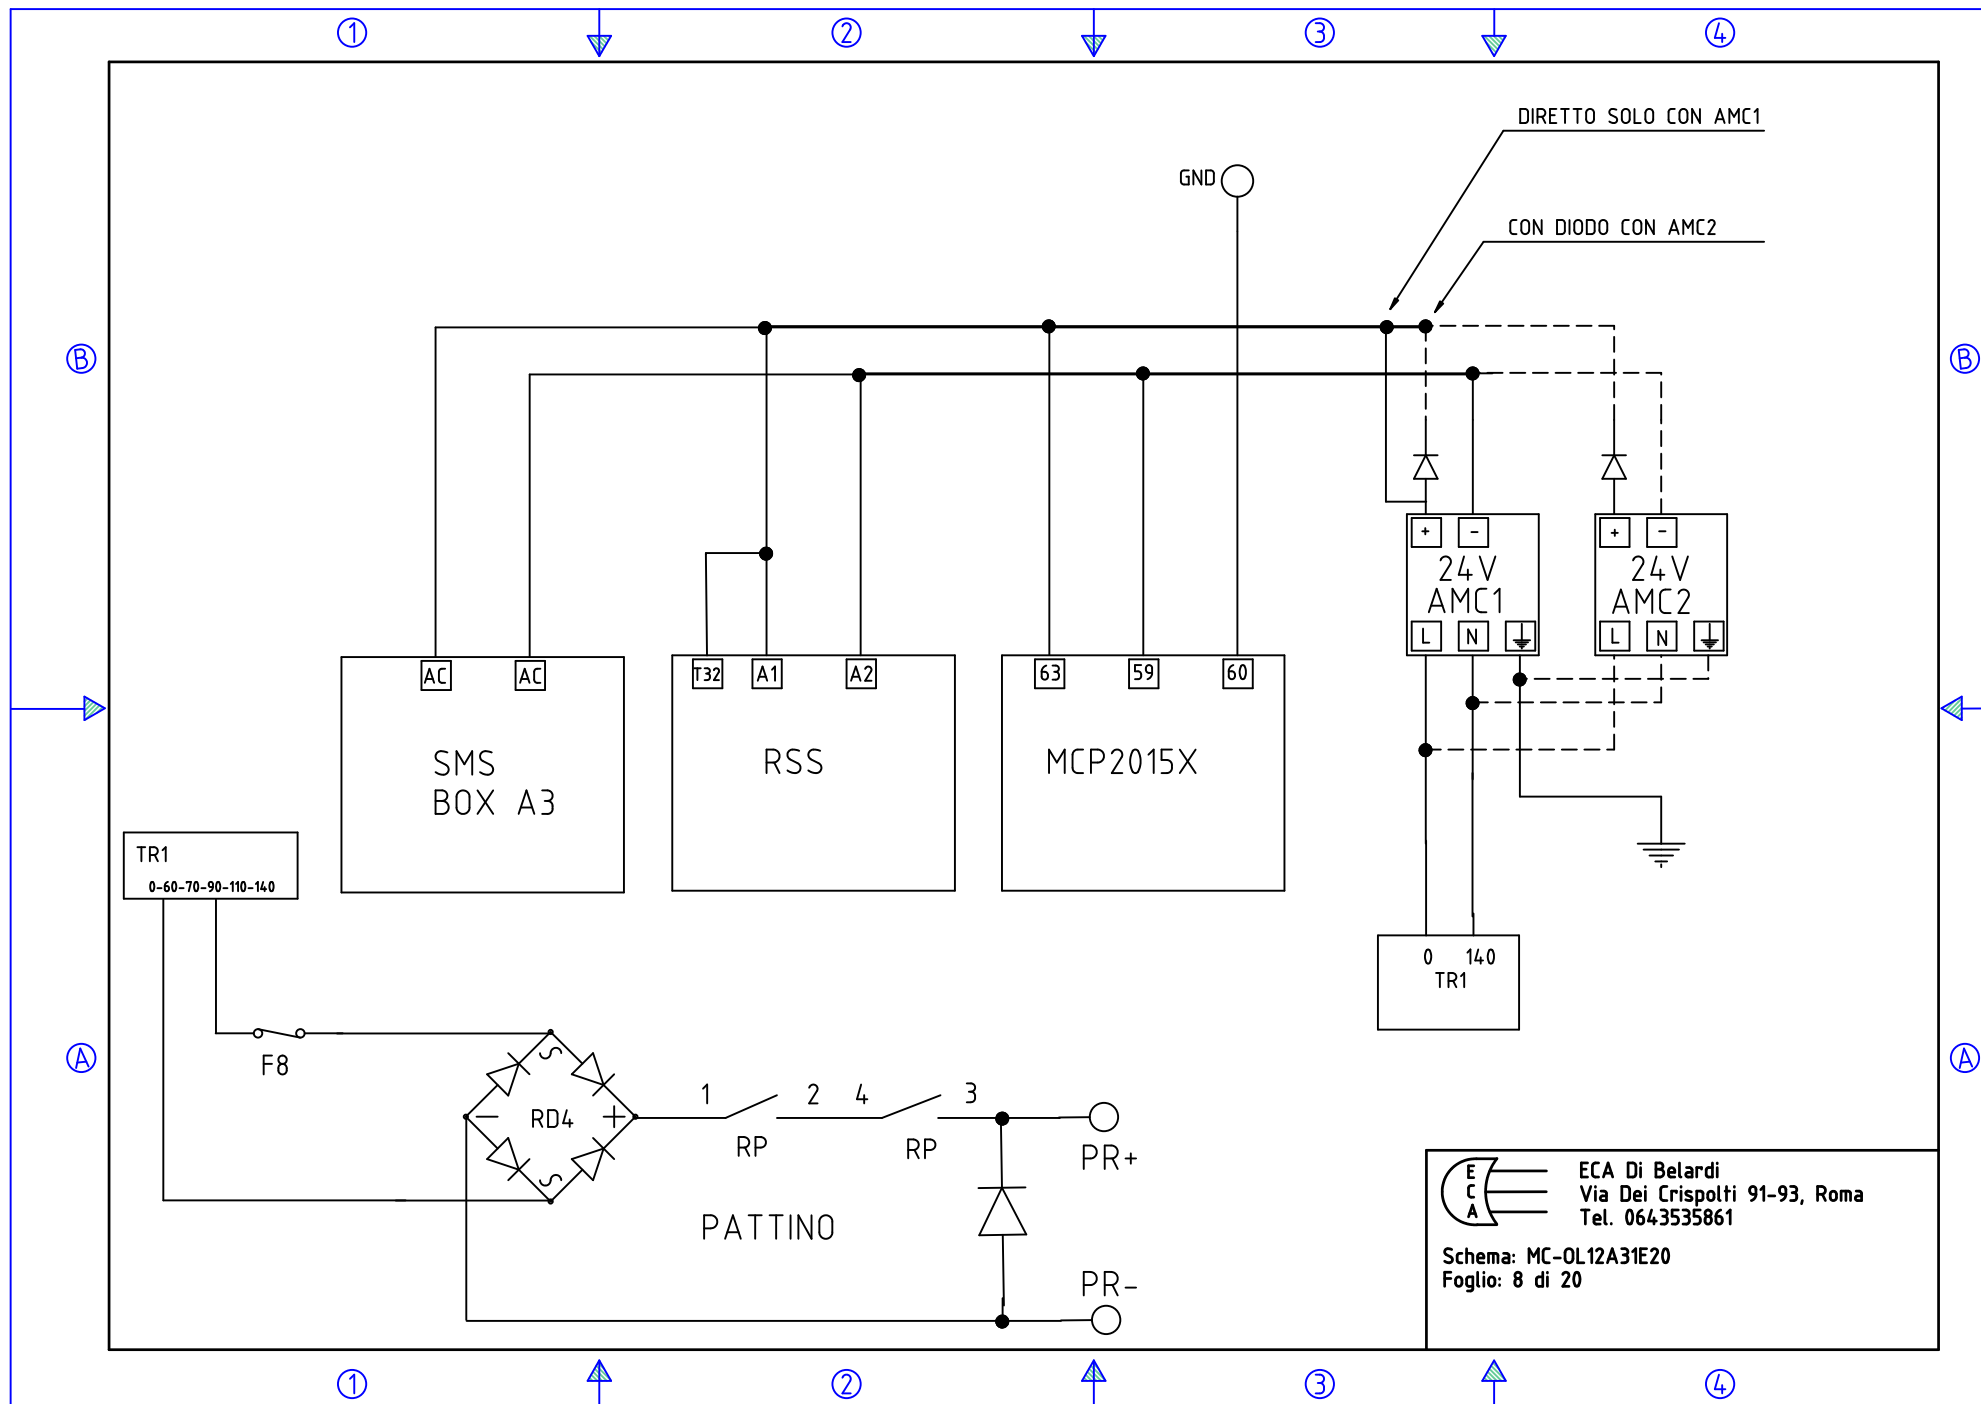 1 2 3 4
DIRETTO SOLO CON AMC1
GND
CON DIODO CON AMC2
B B
+ - + -
24V 24V
AMC1 AMC2
L N L N
AC AC T32 A1 A2 63 59 60
SMS
BOX A3
RSS
MCP2015X
TR1
0-60-70-90-110-140
0 140
TR1
A A
F8
S
RD4
- +
S
1 2 4 3
RP RP
PR+
PATTINO
PR-
E
C
A
ECA Di Belardi
Via Dei Crispolti 91-93, Roma
Tel. 0643535861
Schema: MC-OL12A31E20
Foglio: 8 di 20
1 2 3 4